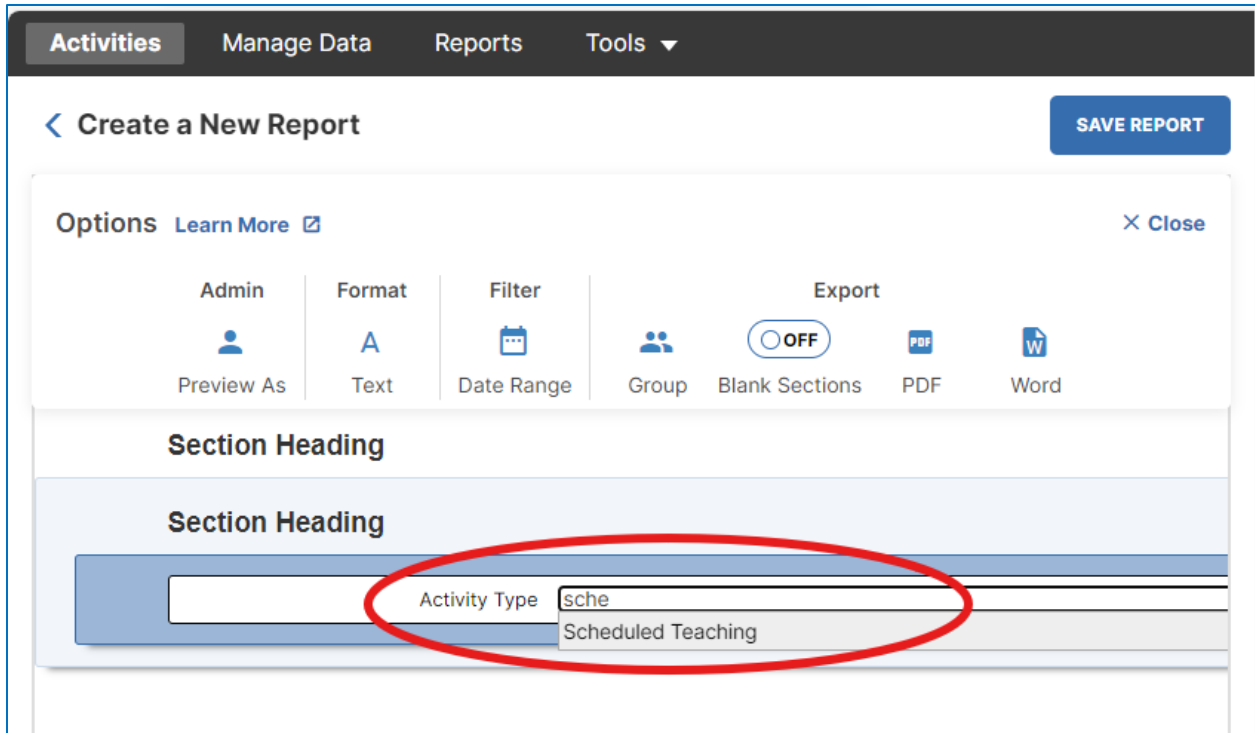 Activities Manage Data Reports Tools
Create a New Report SAVE REPORT
Options Learn More Close
Admin Format Filter Export
A OFF PDF W
Preview As Text Date Range Group Blank Sections PDF Word
Section Heading
Section Heading
Activity Type sche
Scheduled Teaching